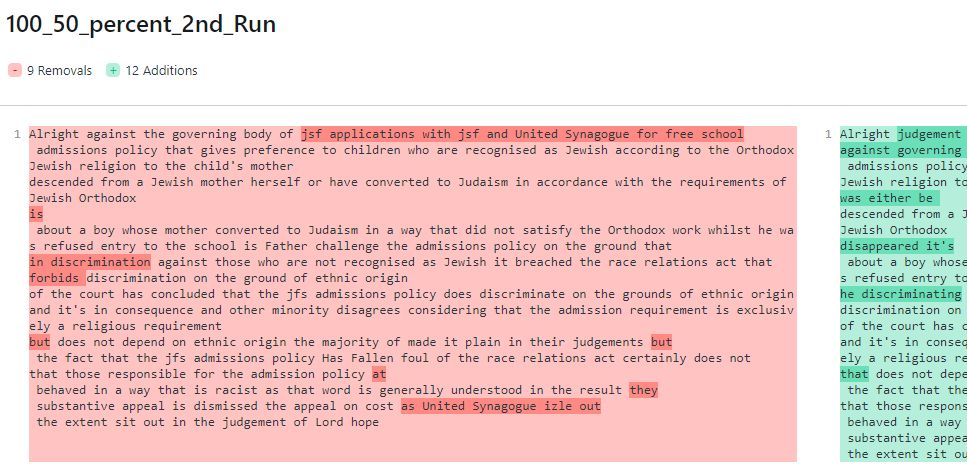 100_50_percent_2nd_Run
- 9 Removals + 12 Additions
1 Alright against the governing body of jsf applications with jsf and United Synagogue for free school
admissions policy that gives preference to children who are recognised as Jewish according to the Orthodox
Jewish religion to the child's mother
descended from a Jewish mother herself or have converted to Judaism in accordance with the requirements of
Jewish Orthodox
is
about a boy whose mother converted to Judaism in a way that did not satisfy the Orthodox work whilst he wa
s refused entry to the school is Father challenge the admissions policy on the ground that
in discrimination against those who are not recognised as Jewish it breached the race relations act that
forbids discrimination on the ground of ethnic origin
of the court has concluded that the jfs admissions policy does discriminate on the grounds of ethnic origin
and it's in consequence and other minority disagrees considering that the admission requirement is exclusiv
ely a religious requirement
but does not depend on ethnic origin the majority of made it plain in their judgements but
the fact that the jfs admissions policy Has Fallen foul of the race relations act certainly does not
that those responsible for the admission policy at
behaved in a way that is racist as that word is generally understood in the result they
substantive appeal is dismissed the appeal on cost as United Synagogue izle out
the extent sit out in the judgement of Lord hope
1 Alright judgement
against governing
admissions policy
Jewish religion to
was either be
descended from a J
Jewish Orthodox
disappeared it's
about a boy whose
s refused entry to
he discriminating
discrimination on
of the court has c
and it's in conseq
ely a religious re
that does not depe
the fact that the
that those respons
behaved in a way
substantive appea
the extent sit ou